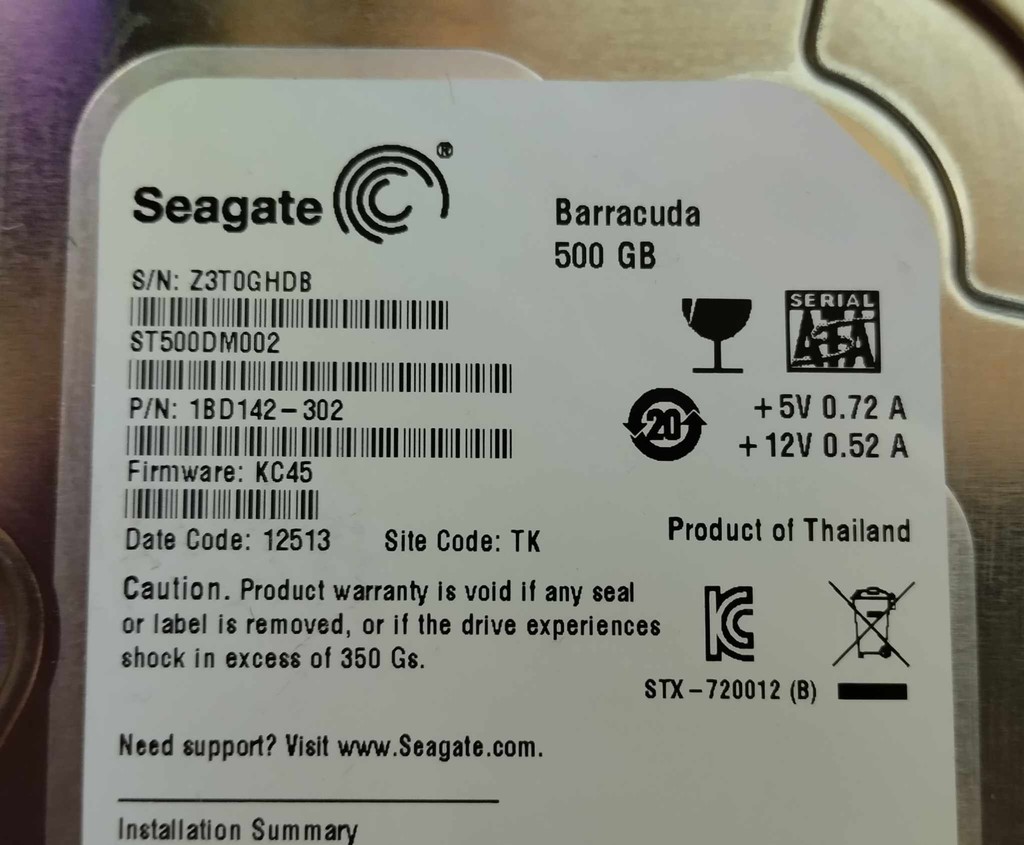 Seagate ®
Barracuda
500 GB
S/N: Z3T0GHDB
ST500DM002
P/N: 1BD142-302
Firmware: KC45
Date Code: 12513 Site Code: TK
SERIAL
ATA
20
+5V 0.72 A
+12V 0.52 A
Product of Thailand
Caution. Product warranty is void if any seal
or label is removed, or if the drive experiences
shock in excess of 350 Gs.
KC
STX-720012 (B)
Need support? Visit www.Seagate.com.
Installation Summary